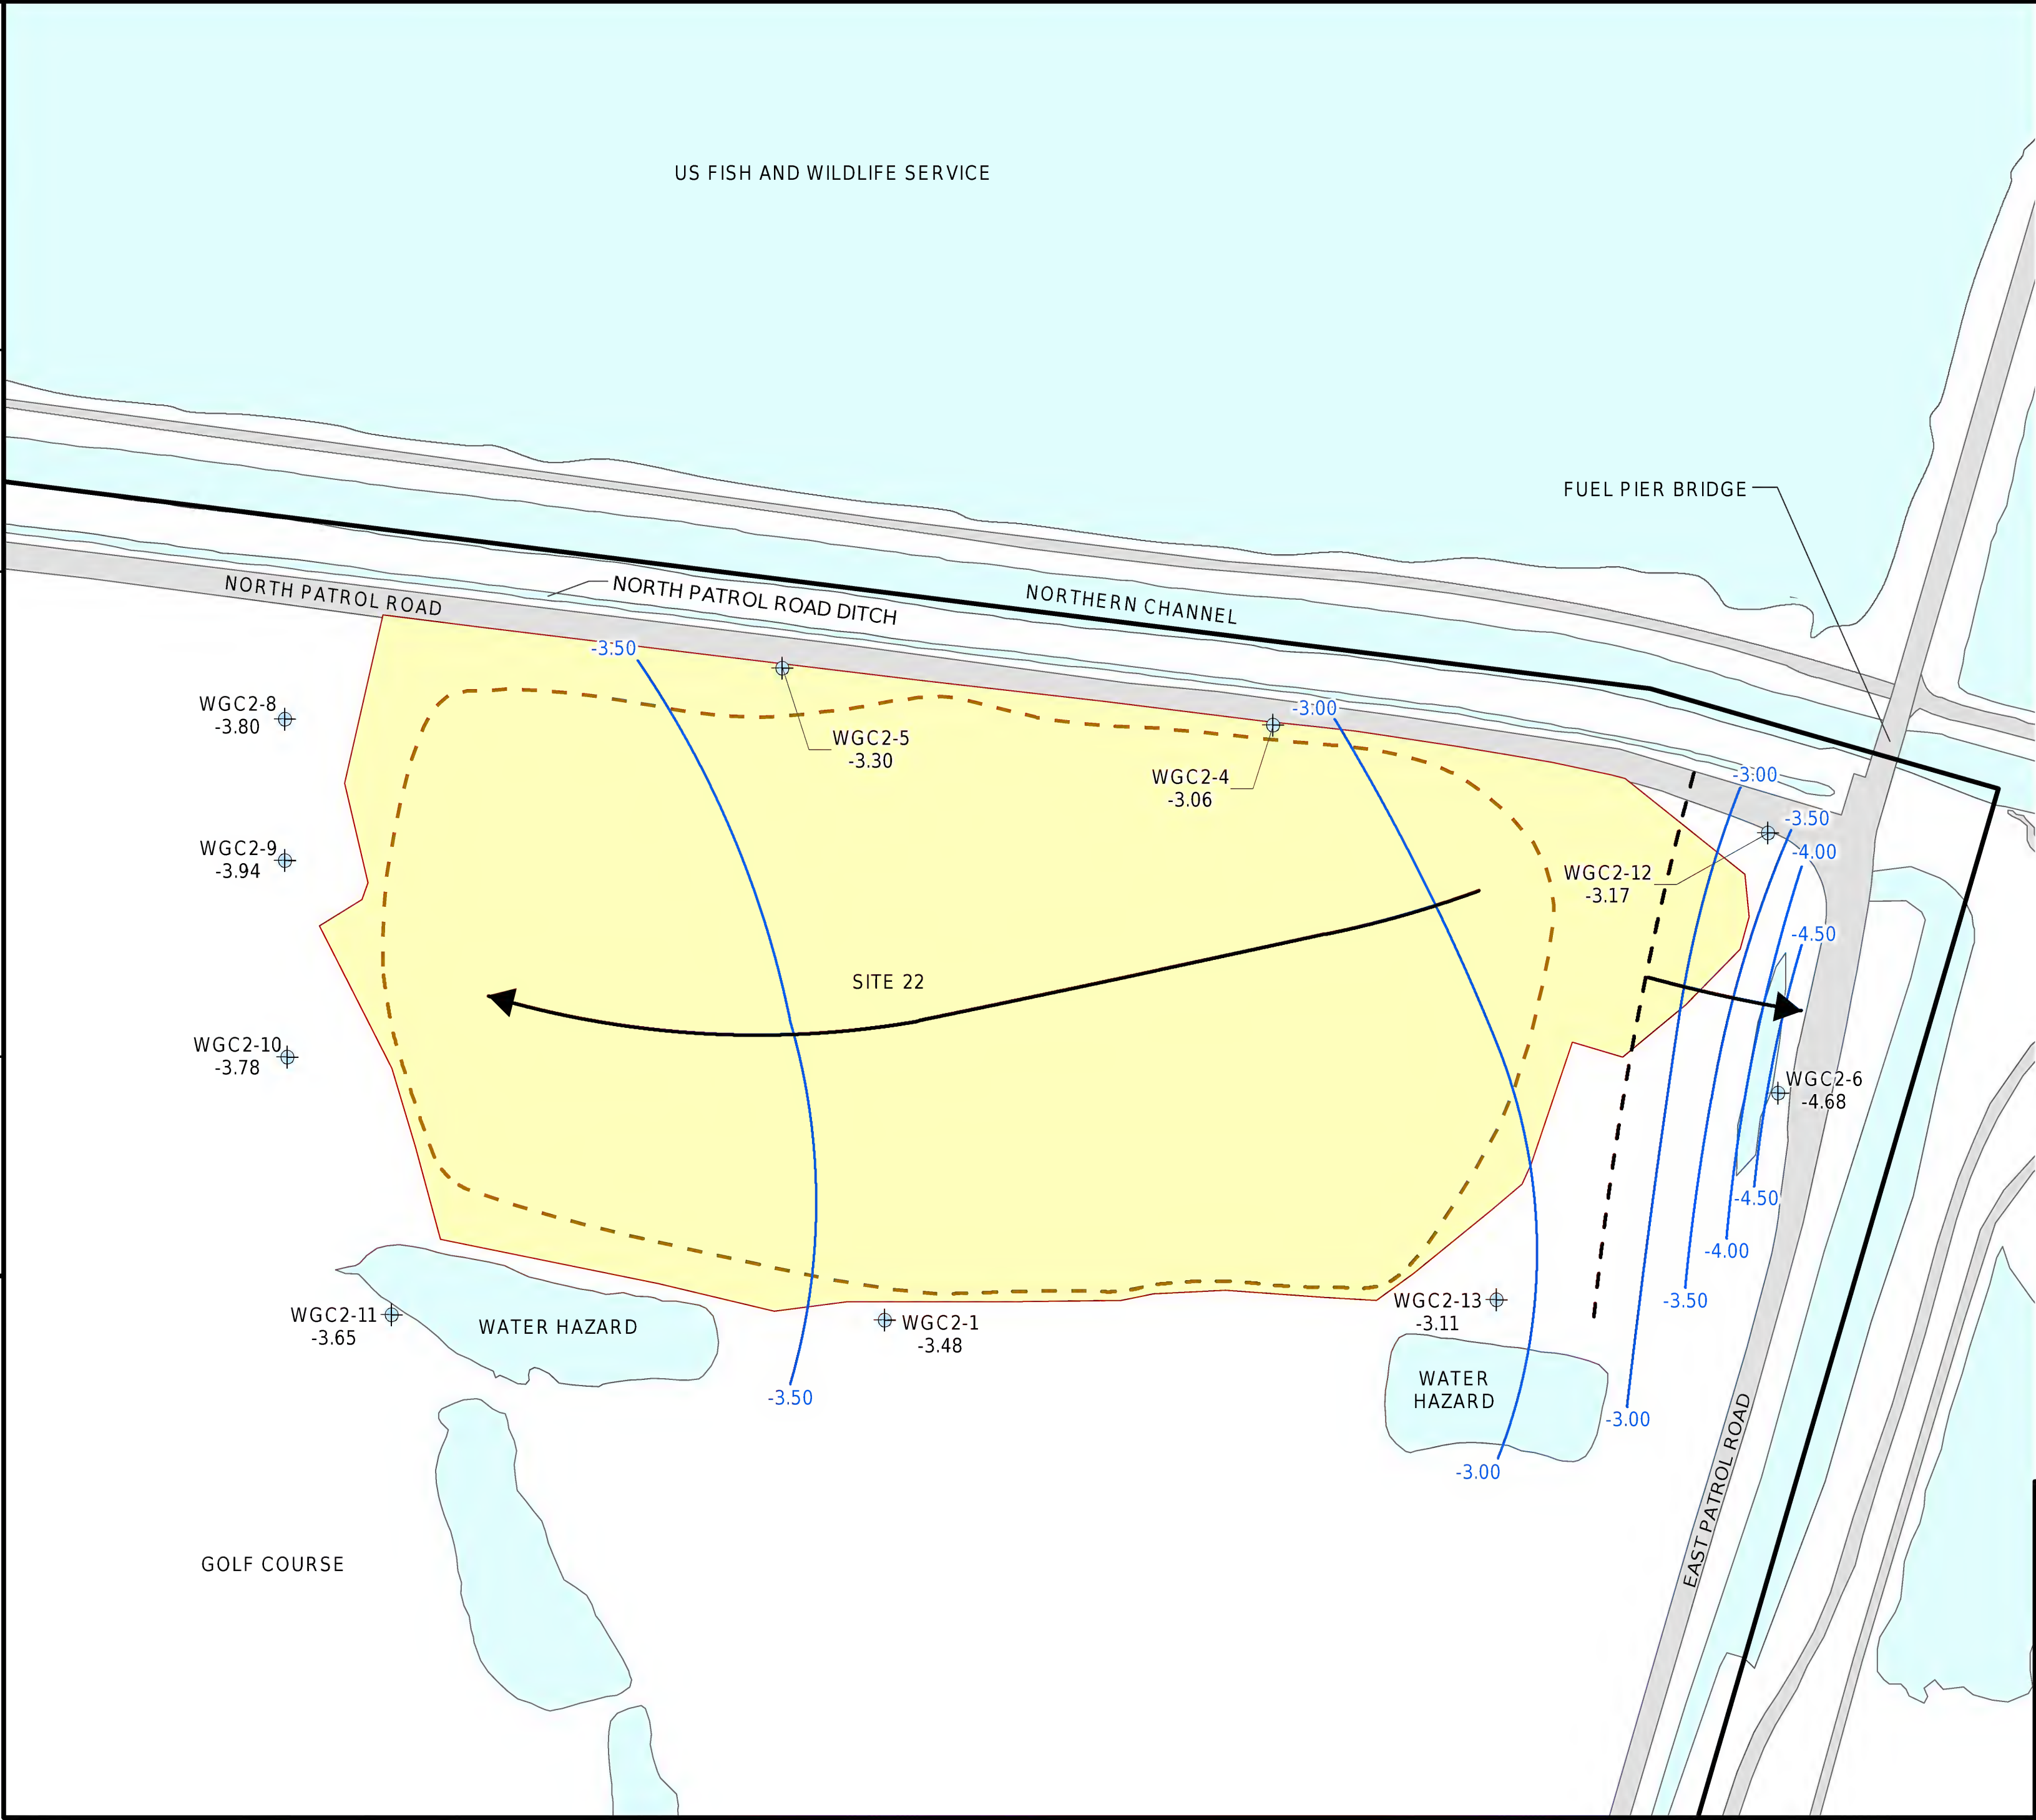 US FISH AND WILDLIFE SERVICE
FUEL PIER BRIDGE
NORTH PATROL ROAD
NORTH PATROL ROAD DITCH
NORTHERN CHANNEL
-3.50
WGC2-8
-3.80
WGC2-5
-3.30
-3.00
WGC2-4
-3.06
-3.00
-3.50
-4.00
WGC2-9
-3.94
WGC2-12
-3.17
-4.50
SITE 22
WGC2-10
-3.78
WGC2-6
-4.68
-4.50
-4.00
-3.50
WGC2-11
-3.65
WATER HAZARD
WGC2-1
-3.48
WGC2-13
-3.11
WATER
HAZARD
-3.50
-3.00
-3.00
EAST PATROL ROAD
GOLF COURSE